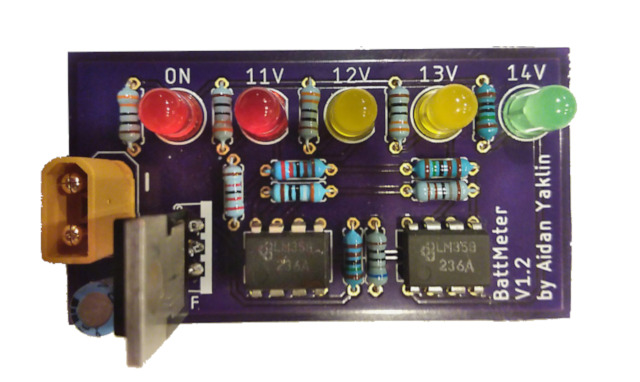 ON 11V 12V 13V 14V
LM358
236A
LM358
236A
F
BattMeter
V1.2
by Aidan Yaklin